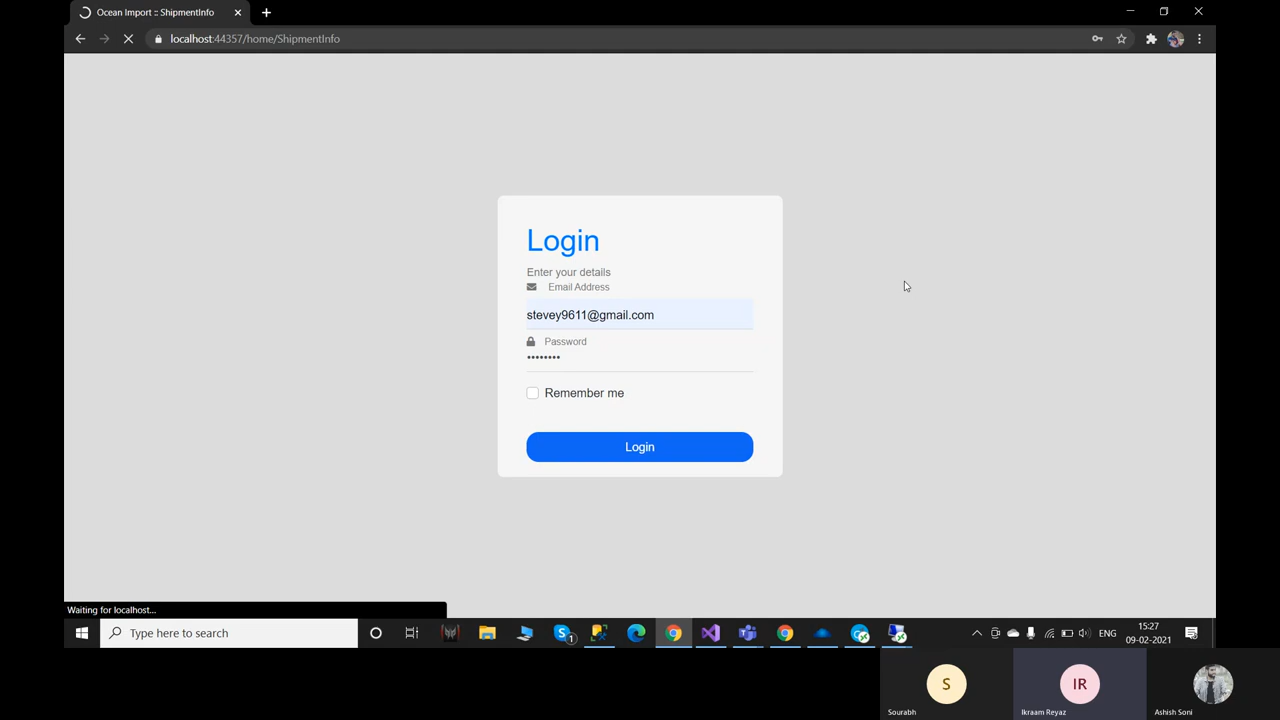 Ocean Import :: ShipmentInfo
localhost:44357/home/ShipmentInfo
Login
Enter your details
Email Address
stevey9611@gmail.com
Password
••••••••
Remember me
Login
Waiting for localhost...
Type here to search
1
ENG
15:27
09-02-2021
S
IR
Sourabh
Ikraam Reyaz
Ashish Soni